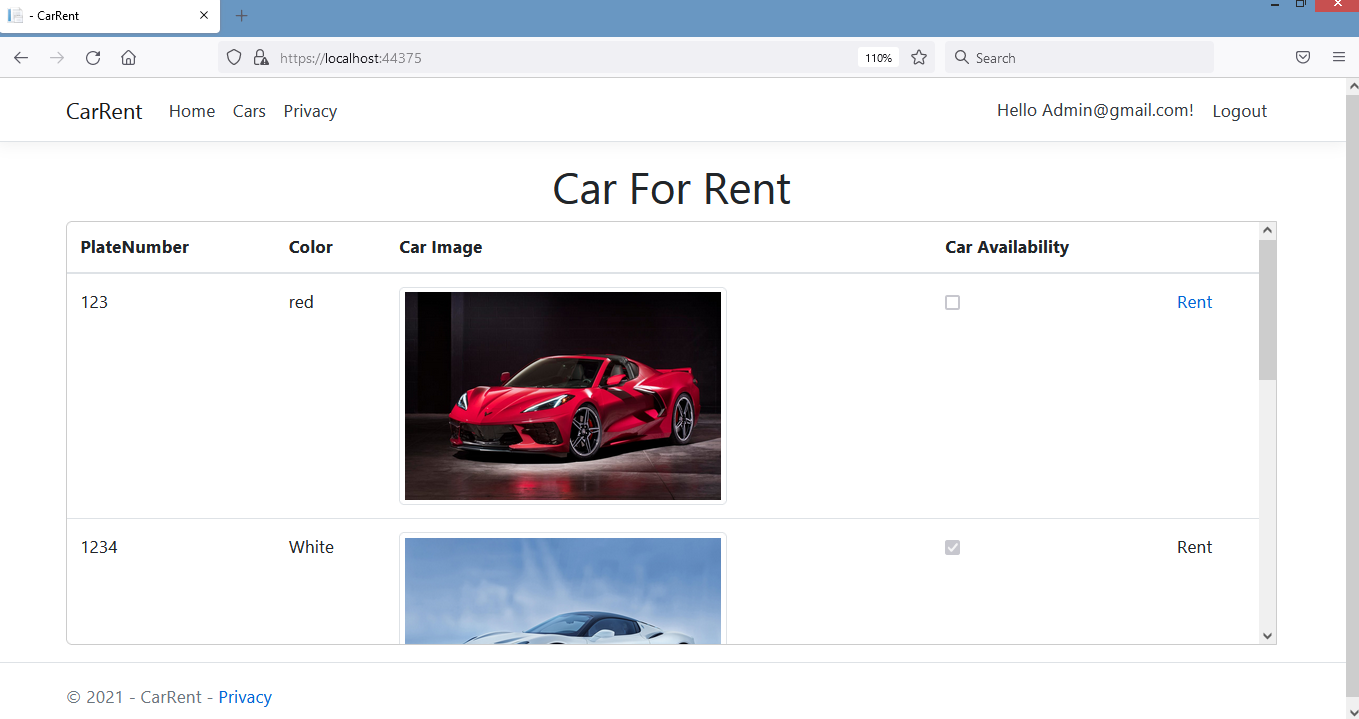 - CarRent
https://localhost:44375
110%
Search
CarRent Home Cars Privacy Hello Admin@gmail.com! Logout
Car For Rent
PlateNumber Color Car Image Car Availability
123 red Rent
1234 White Rent
© 2021 - CarRent - Privacy